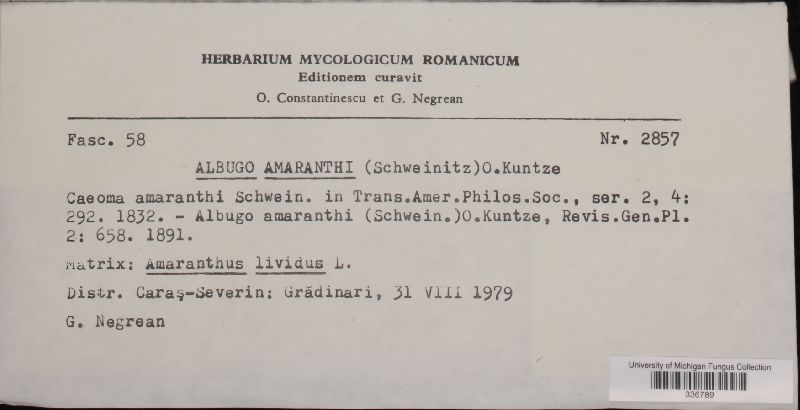 HERBARIUM MYCOLOGICUM ROMANICUM
Editionem curavit
O. Constantinescu et G. Negrean
Fasc. 58 Nr. 2857
ALBUGO AMARANTHI (Schweinitz)O.Kuntze
Caeoma amaranthi Schwein. in Trans.Amer.Philos.Soc., ser. 2, 4:
292. 1832. - Albugo amaranthi (Schwein.)O.Kuntze, Revis.Gen.Pl.
2: 658. 1891.
Matrix: Amaranthus lividus L.
Distr. Caraş-Severin: Grădinari, 31 VIII 1979
G. Negrean
University of Michigan Fungus Collection
336789